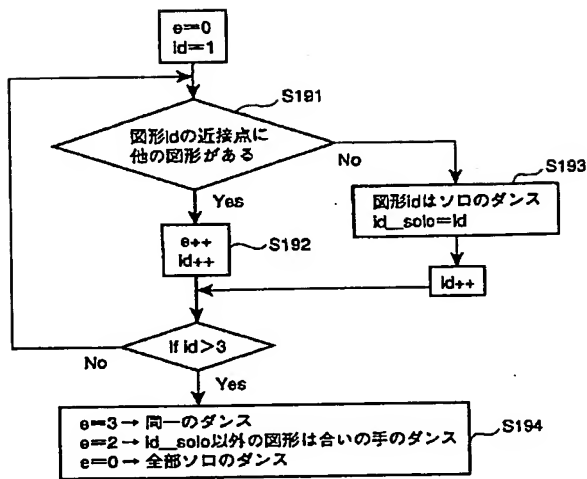 e=0
id=1
S191
図形idの近接点に
他の図形がある
No
Yes
S193
図形idはソロのダンス
id_solo=id
e++
id++
S192
id++
if id>3
No
Yes
e=3→同一のダンス
e=2→id_solo以外の図形は合いの手のダンス
e=0→全部ソロのダンス
S194